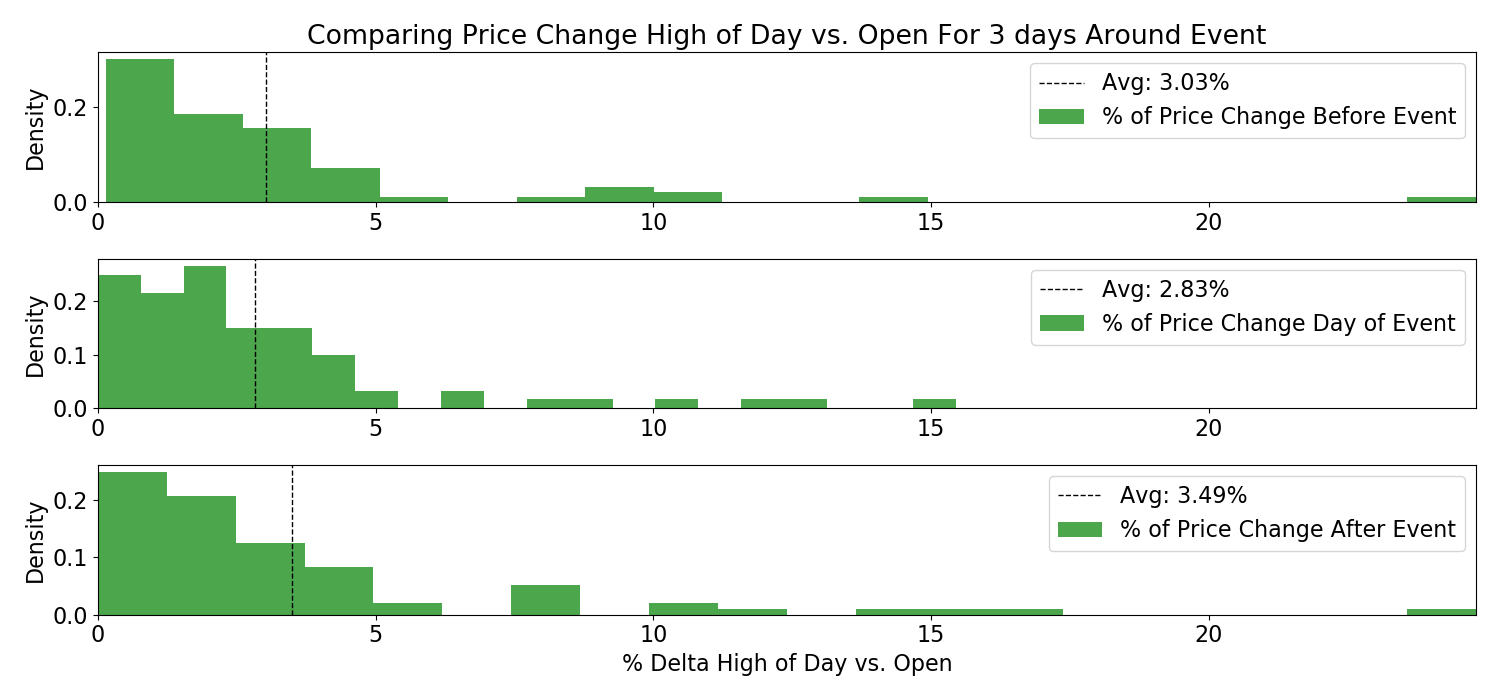 Comparing Price Change High of Day vs. Open For 3 days Around Event
Density
0.2
0.0
Avg: 3.03%
% of Price Change Before Event
0 5 10 15 20
Density
0.2
0.1
0.0
Avg: 2.83%
% of Price Change Day of Event
0 5 10 15 20
Density
0.2
0.1
0.0
Avg: 3.49%
% of Price Change After Event
0 5 10 15 20
% Delta High of Day vs. Open